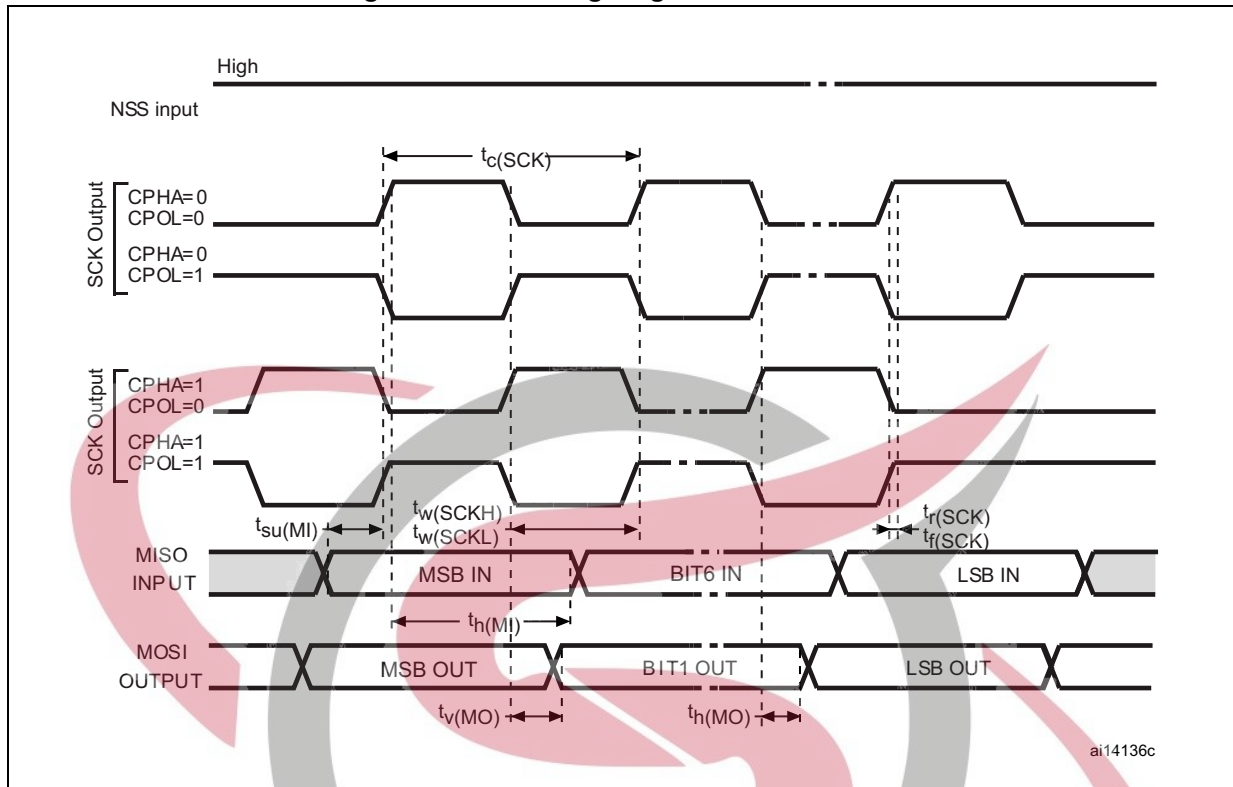 High
NSS input
tc(SCK)
SCK Output
CPHA=0
CPOL=0
CPHA=0
CPOL=1
SCK Output
CPHA=1
CPOL=0
CPHA=1
CPOL=1
tsu(MI)
tw(SCKH)
tw(SCKL)
tr(SCK)
tf(SCK)
MISO
INPUT
MSB IN
BIT6 IN
LSB IN
th(MI)
MOSI
OUTPUT
MSB OUT
BIT1 OUT
LSB OUT
tv(MO)
th(MO)
ai14136c